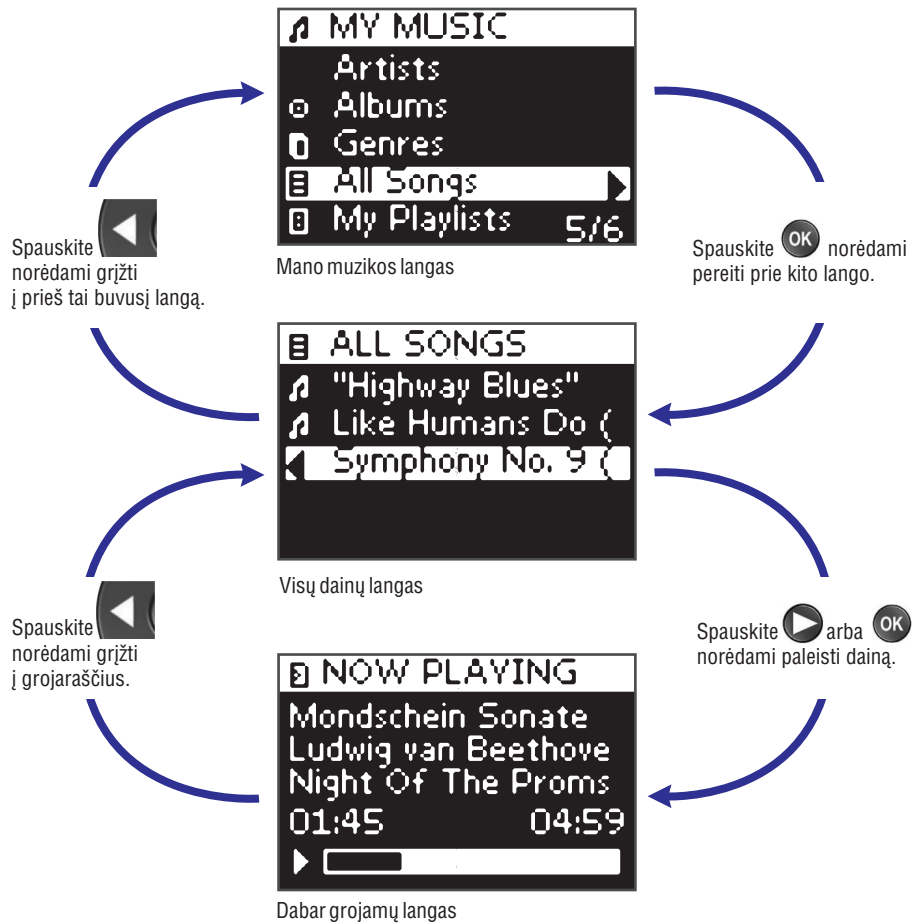 MY MUSIC
Artists
Albums
Genres
All Songs
My Playlists 5/6
Mano muzikos langas
Spauskite
norėdami grįžti
į prieš tai buvusį langą.
Spauskite OK norėdami
pereiti prie kito lango.
ALL SONGS
"Highway Blues"
Like Humans Do (
Symphony No. 9 (
Visų dainų langas
Spauskite
norėdami grįžti
į grojaraščius.
Spauskite arba OK
norėdami paleisti dainą.
NOW PLAYING
Mondschein Sonate
Ludwig van Beethove
Night Of The Proms
01:45 04:59
Dabar grojamų langas